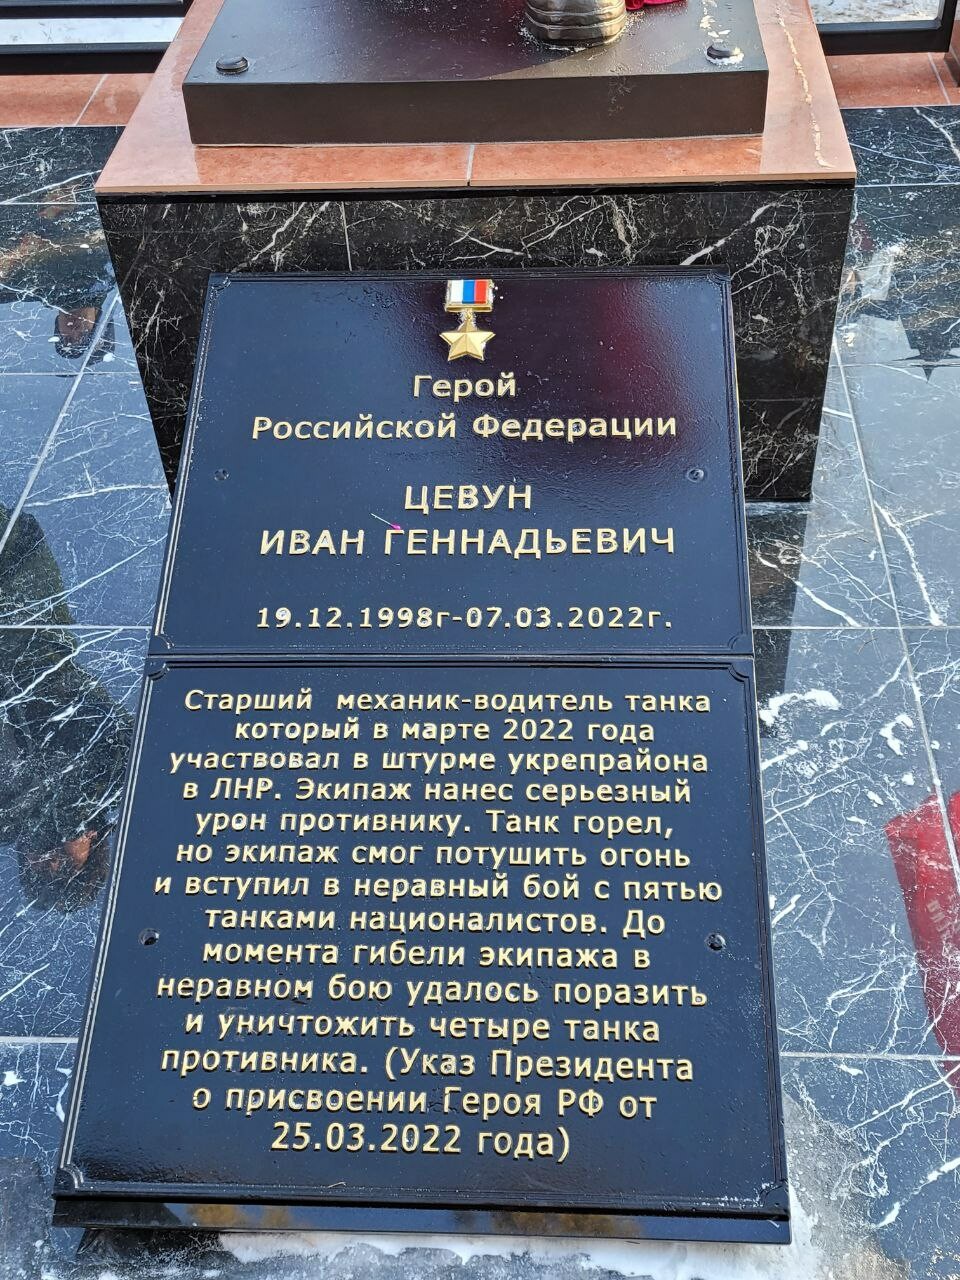 Герой
Российской Федерации
ЦЕВУН
ИВАН ГЕННАДЬЕВИЧ
19.12.1998г-07.03.2022г.
Старший механик-водитель танка
который в марте 2022 года
участвовал в штурме укрепрайона
в ЛНР. Экипаж нанес серьезный
урон противнику. Танк горел,
но экипаж смог потушить огонь
и вступил в неравный бой с пятью
танками националистов. До
момента гибели экипажа в
неравном бою удалось поразить
и уничтожить четыре танка
противника. (Указ Президента
о присвоении Героя РФ от
25.03.2022 года)